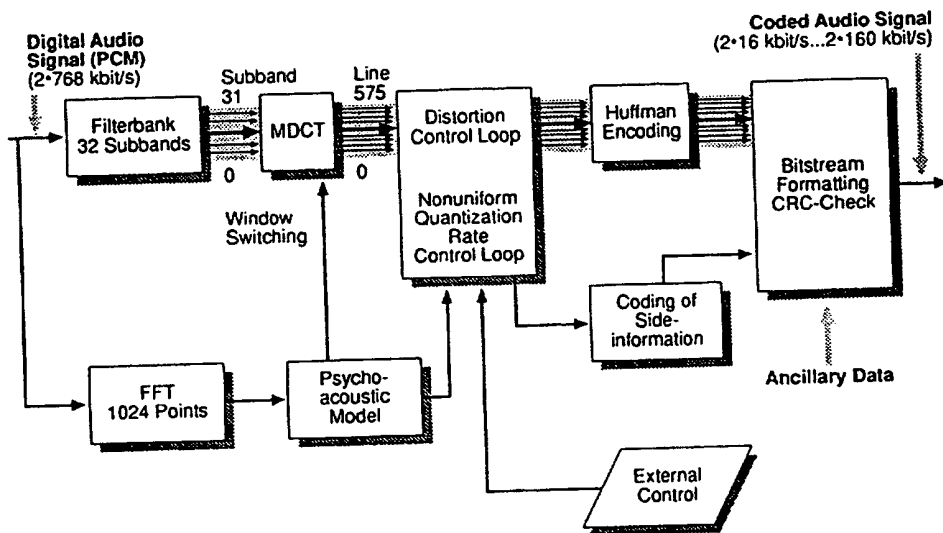 Digital Audio
Signal (PCM)
(2•768 kbit/s)
Coded Audio Signal
(2•16 kbit/s...2•160 kbit/s)
Subband
31
Line
575
Filterbank
32 Subbands
0
MDCT
0
Distortion
Control Loop
Nonuniform
Quantization
Rate
Control Loop
Huffman
Encoding
Bitstream
Formatting
CRC-Check
Window
Switching
Coding of
Side-
information
FFT
1024 Points
Psycho-
acoustic
Model
Ancillary Data
External
Control